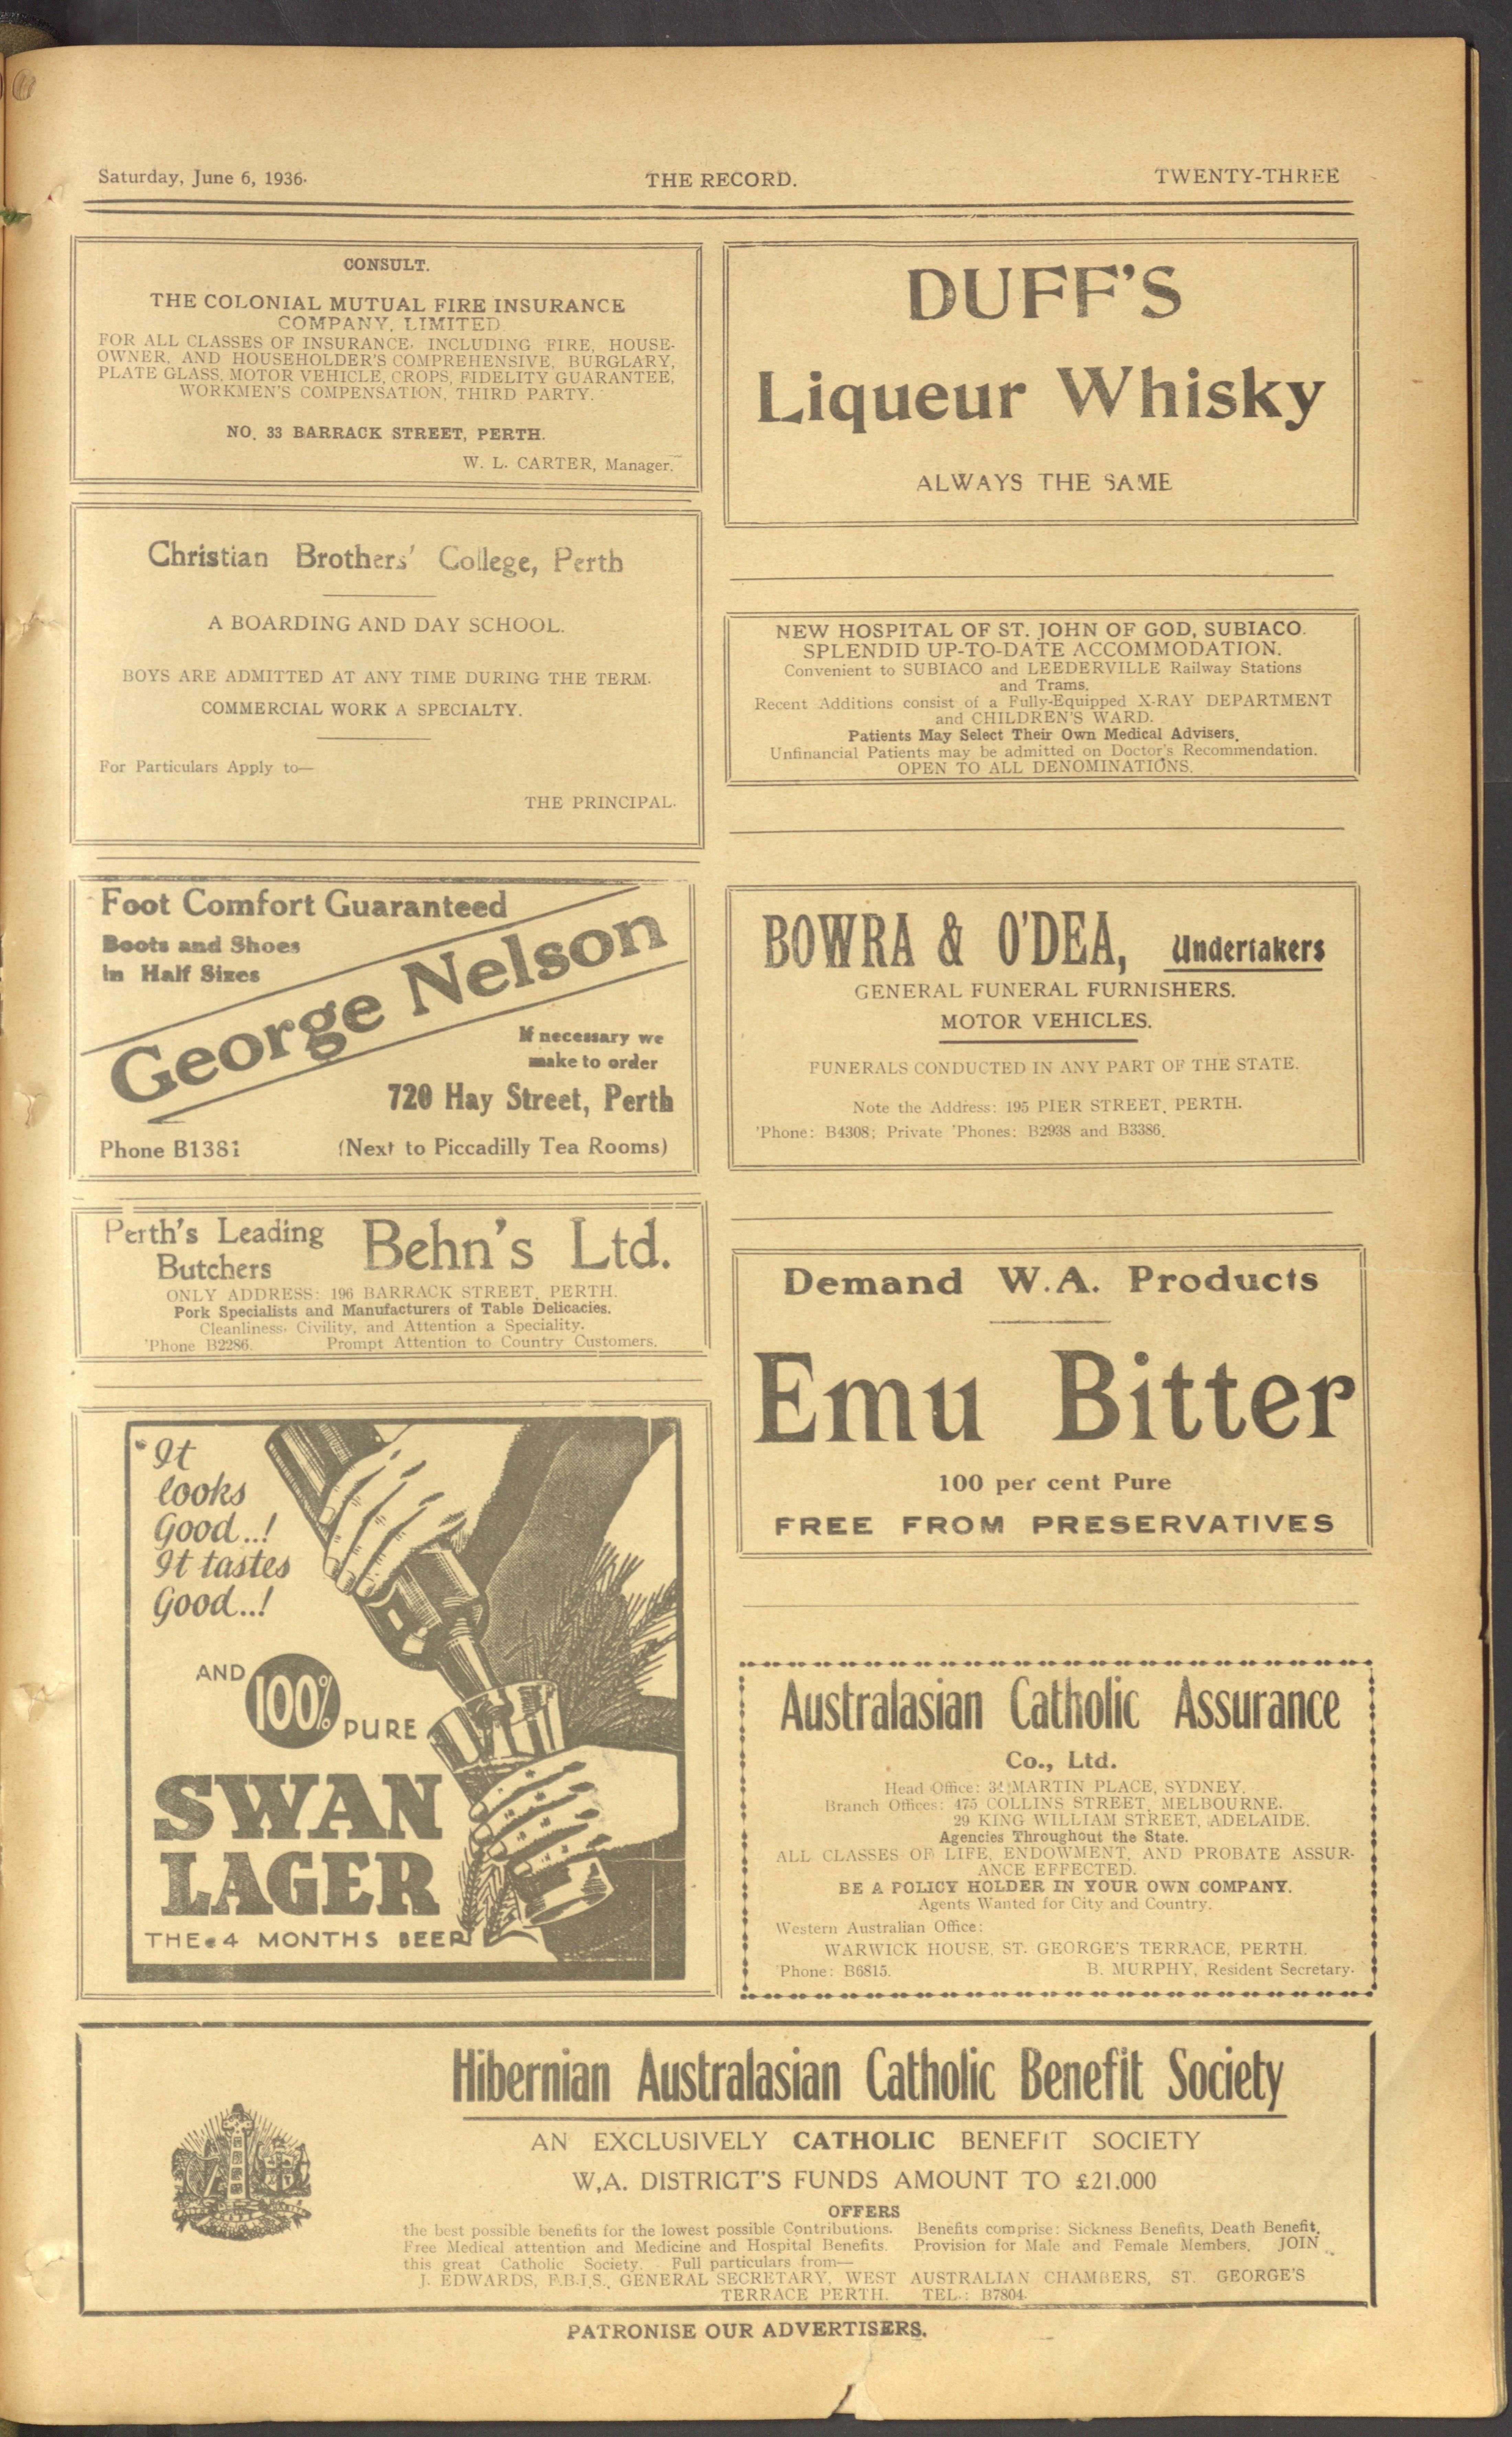 Saturday, June 6, 1936.
THE RECORD.
TWENTY-THREE
CONSULT.
THE COLONIAL MUTUAL FIRE INSURANCE
COMPANY, LIMITED
FOR ALL CLASSES OF INSURANCE, INCLUDING FIRE, HOUSE-
OWNER, AND HOUSEHOLDER'S COMPREHENSIVE, BURGLARY,
PLATE GLASS, MOTOR VEHICLE, CROPS, FIDELITY GUARANTEE,
WORKMEN'S COMPENSATION, THIRD PARTY.
NO. 33 BARRACK STREET, PERTH.
W. L. CARTER, Manager.
Christian Brothers' College, Perth
A BOARDING AND DAY SCHOOL.
BOYS ARE ADMITTED AT ANY TIME DURING THE TERM.
COMMERCIAL WORK A SPECIALTY.
For Particulars Apply to—
THE PRINCIPAL.
Foot Comfort Guaranteed
Boots and Shoes
in Half Sizes
George Nelson
If necessary we
make to order
720 Hay Street, Perth
Phone B1381
(Next to Piccadilly Tea Rooms)
Perth's Leading
Butchers
Behn's Ltd.
ONLY ADDRESS: 196 BARRACK STREET, PERTH.
Pork Specialists and Manufacturers of Table Delicacies.
Cleanliness, Civility, and Attention a Speciality.
'Phone B2286. Prompt Attention to Country Customers.
"It
looks
Good..!
It tastes
Good..!
AND 100% PURE
SWAN
LAGER
THE 4 MONTHS BEER
DUFF'S
Liqueur Whisky
ALWAYS THE SAME
NEW HOSPITAL OF ST. JOHN OF GOD, SUBIACO.
SPLENDID UP-TO-DATE ACCOMMODATION.
Convenient to SUBIACO and LEEDERVILLE Railway Stations
and Trams.
Recent Additions consist of a Fully-Equipped X-RAY DEPARTMENT
and CHILDREN'S WARD.
Patients May Select Their Own Medical Advisers.
Unfinancial Patients may be admitted on Doctor's Recommendation.
OPEN TO ALL DENOMINATIONS.
BOWRA & O'DEA, Undertakers
GENERAL FUNERAL FURNISHERS.
MOTOR VEHICLES.
FUNERALS CONDUCTED IN ANY PART OF THE STATE.
Note the Address: 195 PIER STREET, PERTH.
'Phone: B4308; Private 'Phones: B2938 and B3386.
Demand W.A. Products
Emu Bitter
100 per cent Pure
FREE FROM PRESERVATIVES
Australasian Catholic Assurance
Co., Ltd.
Head Office: MARTIN PLACE, SYDNEY.
Branch Offices: 475 COLLINS STREET, MELBOURNE.
29 KING WILLIAM STREET, ADELAIDE.
Agencies Throughout the State.
ALL CLASSES OF LIFE, ENDOWMENT, AND PROBATE ASSUR-
ANCE EFFECTED.
BE A POLICY HOLDER IN YOUR OWN COMPANY.
Agents Wanted for City and Country.
Western Australian Office:
WARWICK HOUSE, ST. GEORGE'S TERRACE, PERTH.
'Phone: B6815. B. MURPHY, Resident Secretary.
Hibernian Australasian Catholic Benefit Society
AN EXCLUSIVELY CATHOLIC BENEFIT SOCIETY
W.A. DISTRICT'S FUNDS AMOUNT TO £21.000
OFFERS
the best possible benefits for the lowest possible Contributions. Benefits comprise: Sickness Benefits, Death Benefit,
Free Medical attention and Medicine and Hospital Benefits. Provision for Male and Female Members. JOIN
this great Catholic Society. Full particulars from—
J. EDWARDS, F.B.I.S., GENERAL SECRETARY, WEST AUSTRALIAN CHAMBERS, ST. GEORGE'S
TERRACE PERTH. TEL.: B7804.
PATRONISE OUR ADVERTISERS.